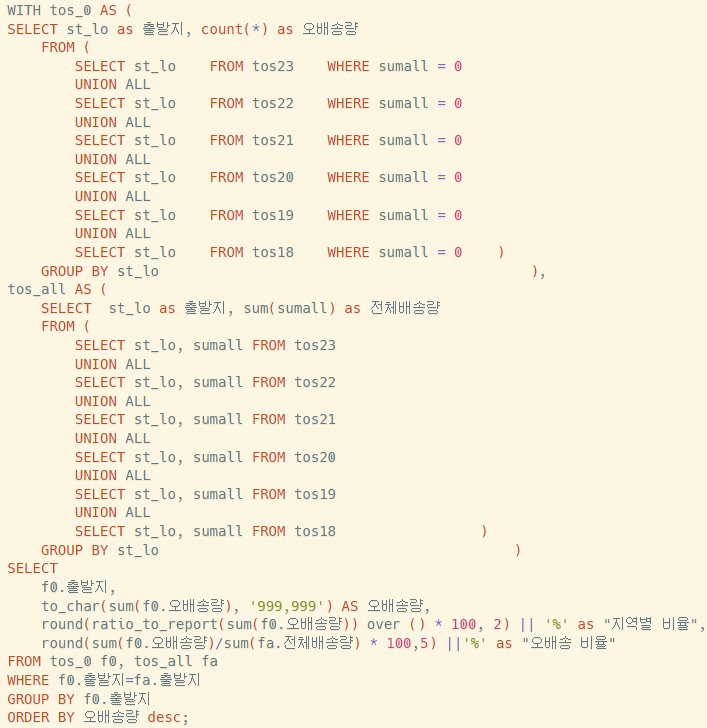 WITH tos_0 AS (
SELECT st_lo as 출발지, count(*) as 오배송량
    FROM (
        SELECT st_lo    FROM tos23    WHERE sumall = 0
        UNION ALL
        SELECT st_lo    FROM tos22    WHERE sumall = 0
        UNION ALL
        SELECT st_lo    FROM tos21    WHERE sumall = 0
        UNION ALL
        SELECT st_lo    FROM tos20    WHERE sumall = 0
        UNION ALL
        SELECT st_lo    FROM tos19    WHERE sumall = 0
        UNION ALL
        SELECT st_lo    FROM tos18    WHERE sumall = 0    )
    GROUP BY st_lo                                            ),
tos_all AS (
    SELECT  st_lo as 출발지, sum(sumall) as 전체배송량
    FROM (
        SELECT st_lo, sumall FROM tos23
        UNION ALL
        SELECT st_lo, sumall FROM tos22
        UNION ALL
        SELECT st_lo, sumall FROM tos21
        UNION ALL
        SELECT st_lo, sumall FROM tos20
        UNION ALL
        SELECT st_lo, sumall FROM tos19
        UNION ALL
        SELECT st_lo, sumall FROM tos18                 )
    GROUP BY st_lo                                          )
SELECT
    f0.출발지,
    to_char(sum(f0.오배송량), '999,999') AS 오배송량,
    round(ratio_to_report(sum(f0.오배송량)) over () * 100, 2) || '%' as "지역별 비율",
    round(sum(f0.오배송량)/sum(fa.전체배송량) * 100,5) ||'%' as "오배송 비율"
FROM tos_0 f0, tos_all fa
WHERE f0.출발지=fa.출발지
GROUP BY f0.출발지
ORDER BY 오배송량 desc;